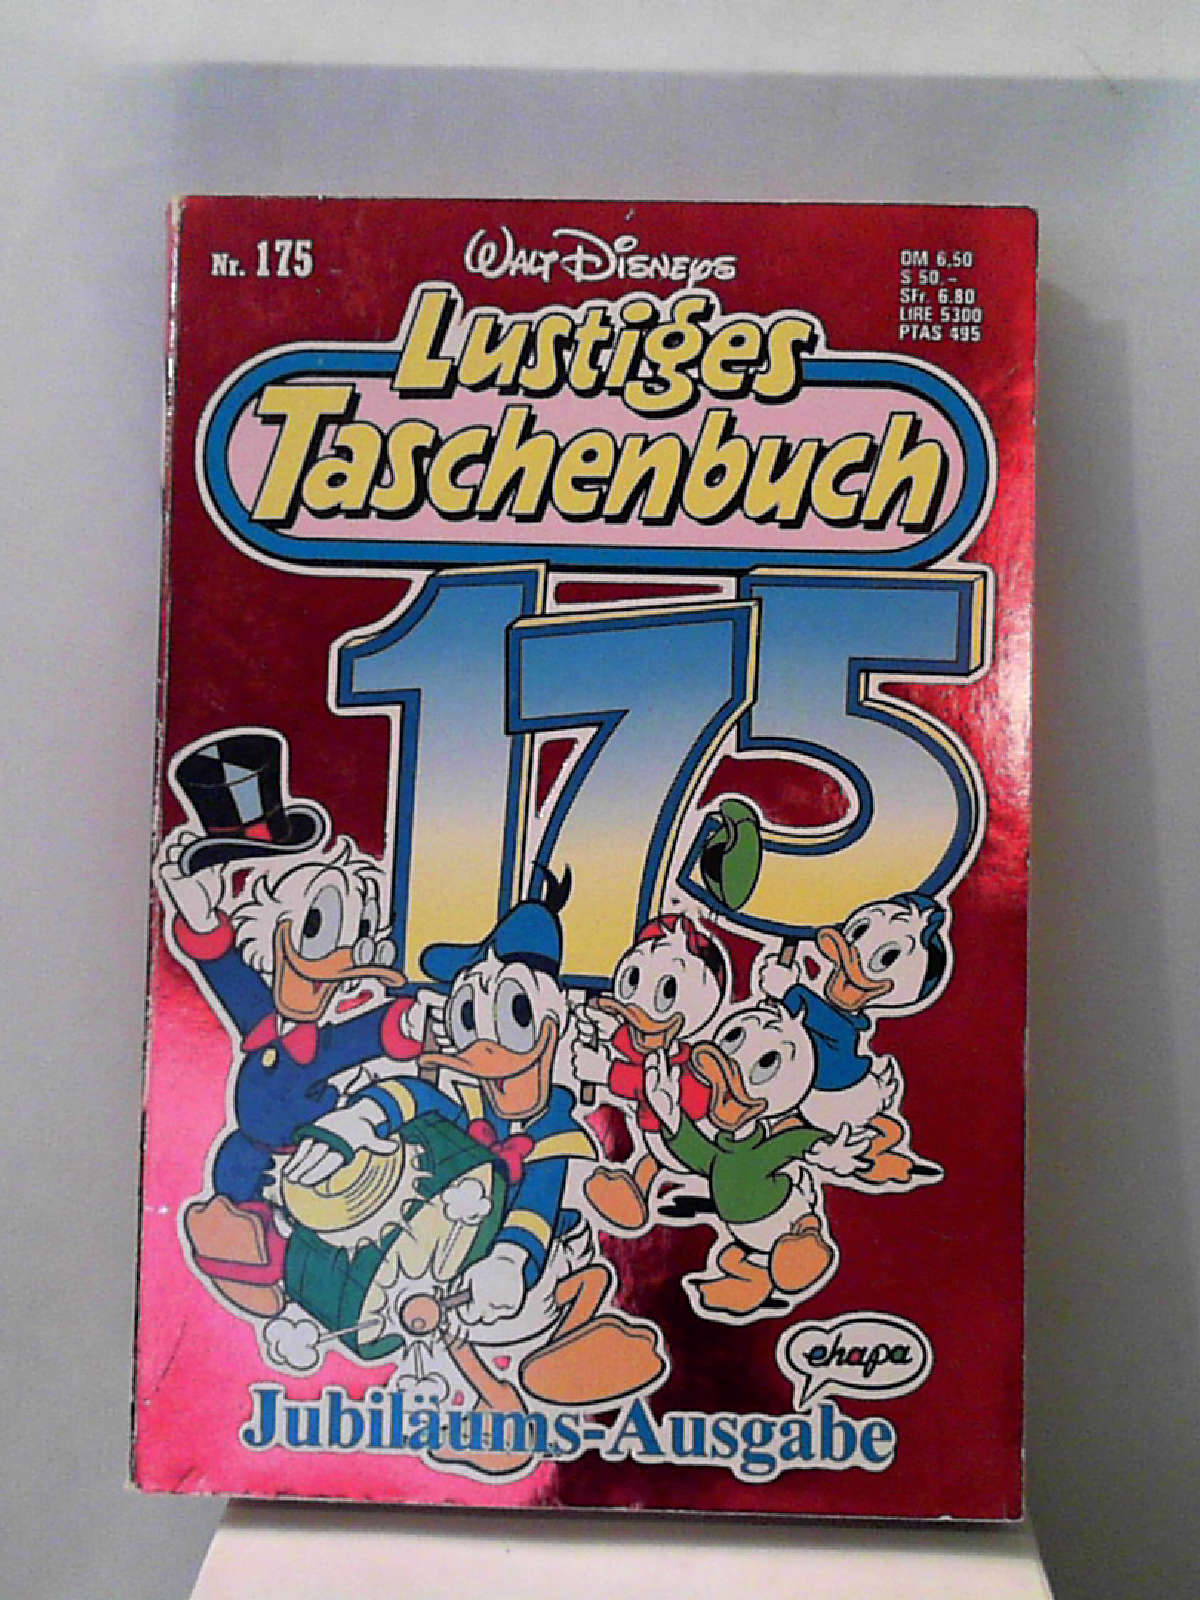 Nr. 175
WALT DISNEYS
DM 6.50
S 50.-
SFr. 6.80
LIRE 5300
PTAS 495
Lustiges
Taschenbuch
175
ehapa
Jubiläums-Ausgabe